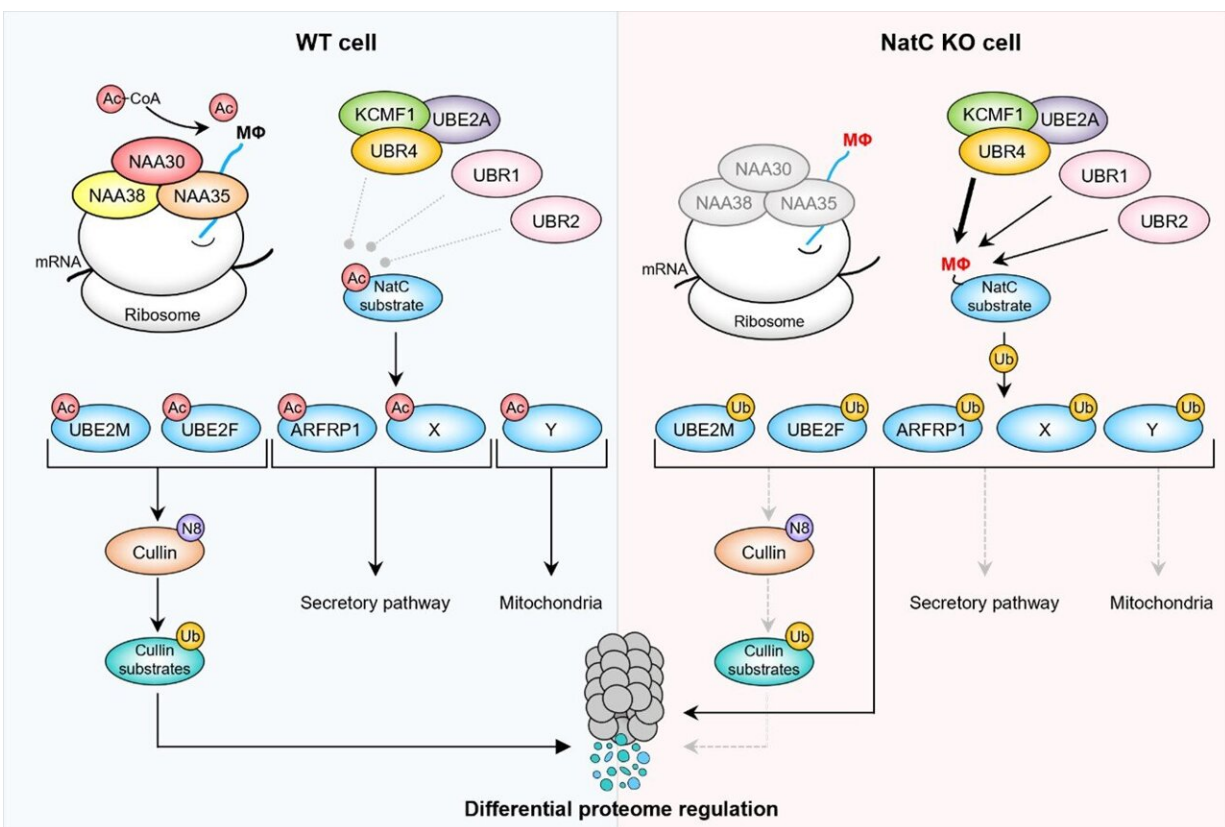 WT cell
Ac-CoA
Ac
MΦ
NAA30
NAA38
NAA35
mRNA
Ribosome
KCMF1
UBE2A
UBR4
UBR1
UBR2
Ac
NatC
substrate
Ac
UBE2M
Ac
UBE2F
Ac
ARFRP1
Ac
X
Ac
Y
N8
Cullin
Ub
Cullin
substrates
Secretory pathway
Mitochondria
NatC KO cell
MΦ
NAA30
NAA38
NAA35
mRNA
Ribosome
KCMF1
UBE2A
UBR4
UBR1
UBR2
MΦ
NatC
substrate
Ub
Ub
UBE2M
Ub
UBE2F
Ub
ARFRP1
Ub
X
Ub
Y
N8
Cullin
Ub
Cullin
substrates
Secretory pathway
Mitochondria
Differential proteome regulation